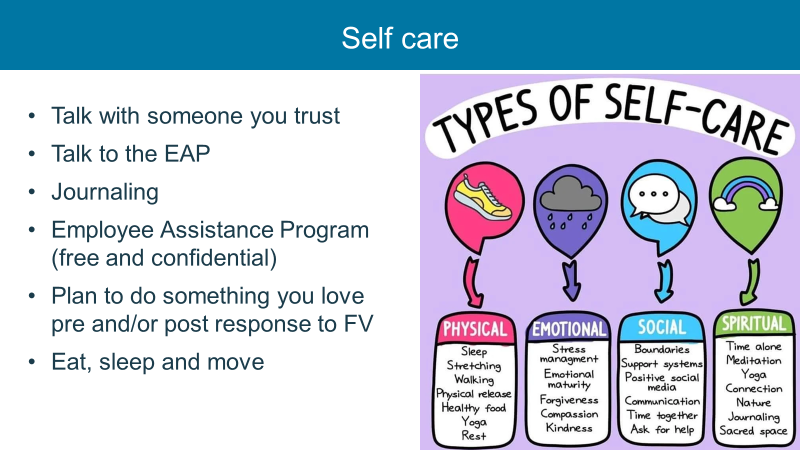 Self care
• Talk with someone you trust
• Talk to the EAP
• Journaling
• Employee Assistance Program
(free and confidential)
• Plan to do something you love
pre and/or post response to FV
• Eat, sleep and move
TYPES OF SELF-CARE
PHYSICAL
Sleep
Stretching
Walking
Physical release
Healthy food
Yoga
Rest
EMOTIONAL
Stress
managment
Emotional
maturity
Forgiveness
Compassion
Kindness
SOCIAL
Boundaries
Support systems
Positive social
media
Communication
Time together
Ask for help
SPIRITUAL
Time alone
Meditation
Yoga
Connection
Nature
Journaling
Sacred space